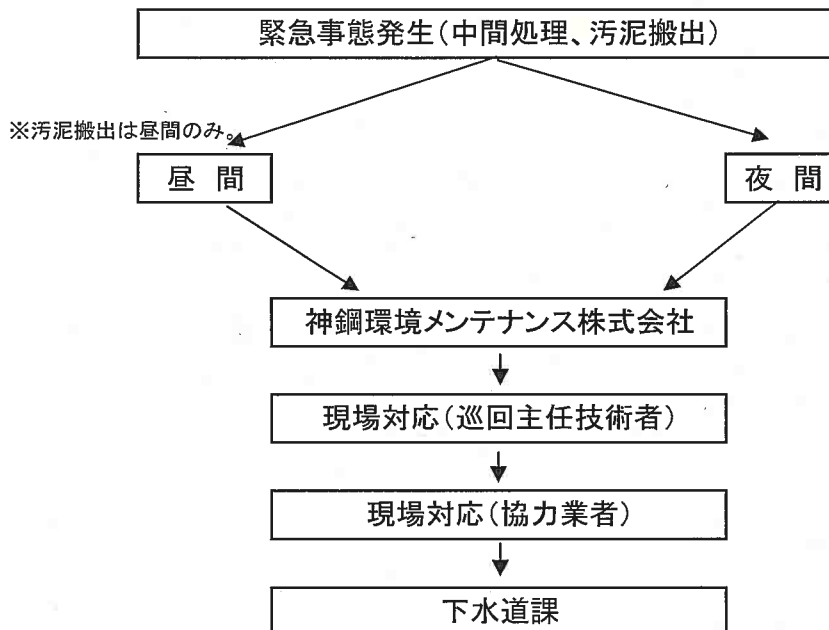 緊急事態発生(中間処理、汚泥搬出)
※汚泥搬出は昼間のみ。
昼 間
夜 間
神鋼環境メンテナンス株式会社
現場対応(巡回主任技術者)
現場対応(協力業者)
下水道課